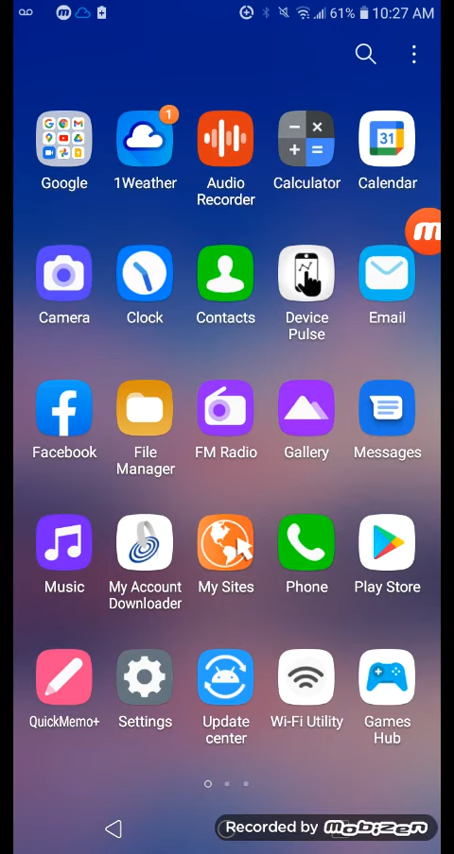 61% 10:27 AM
1
31
Google 1Weather Audio Recorder Calculator Calendar
Camera Clock Contacts Device Pulse Email
Facebook File Manager FM Radio Gallery Messages
Music My Account Downloader My Sites Phone Play Store
QuickMemo+ Settings Update center Wi-Fi Utility Games Hub
Recorded by mobizen